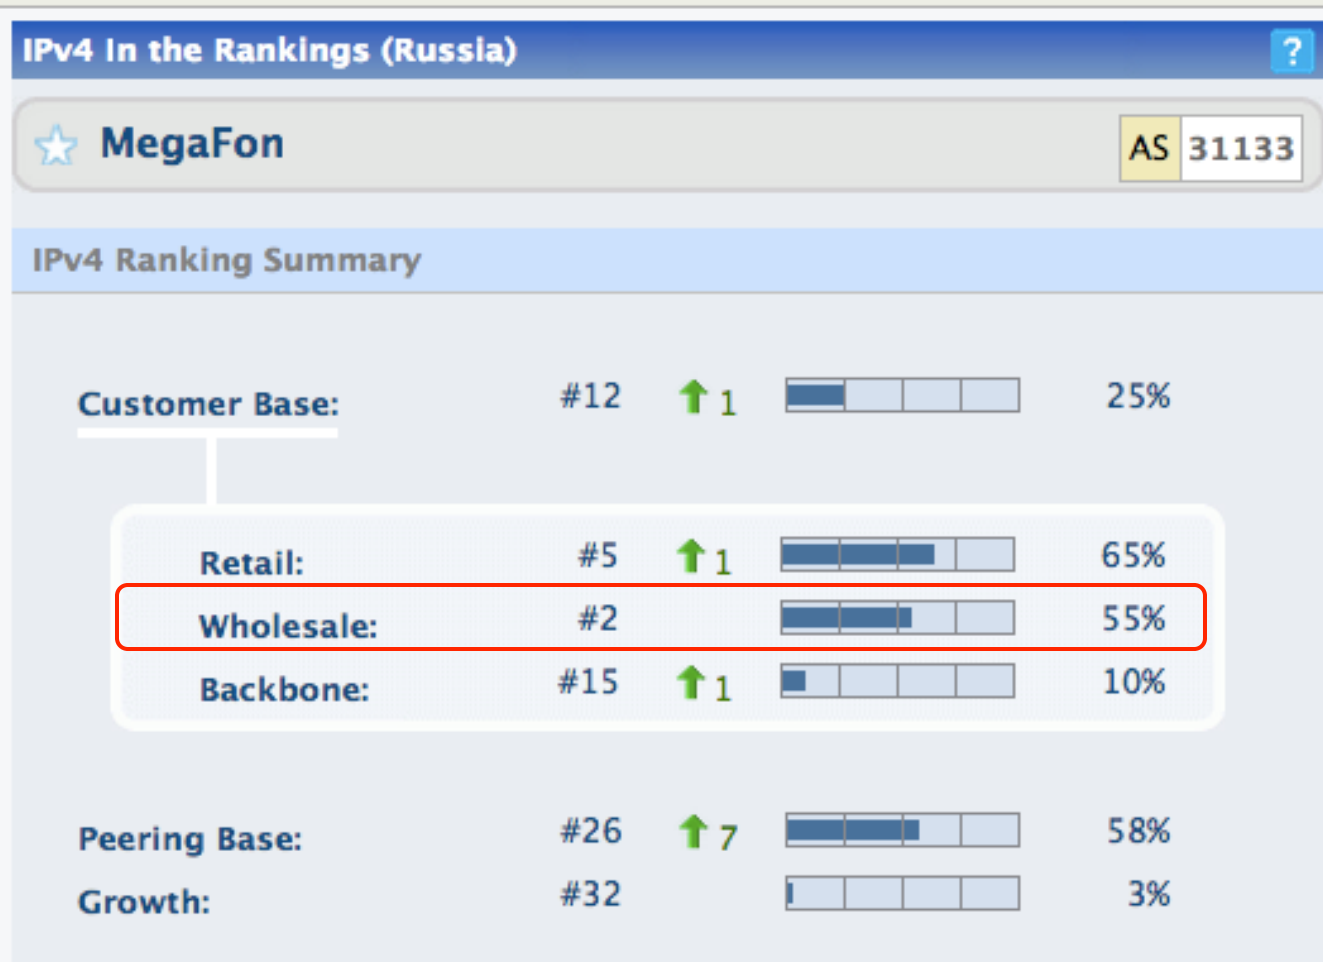 IPv4 In the Rankings (Russia) ?
MegaFon AS 31133
IPv4 Ranking Summary
Customer Base: #12 1 25%
Retail: #5 1 65%
Wholesale: #2 55%
Backbone: #15 1 10%
Peering Base: #26 7 58%
Growth: #32 3%